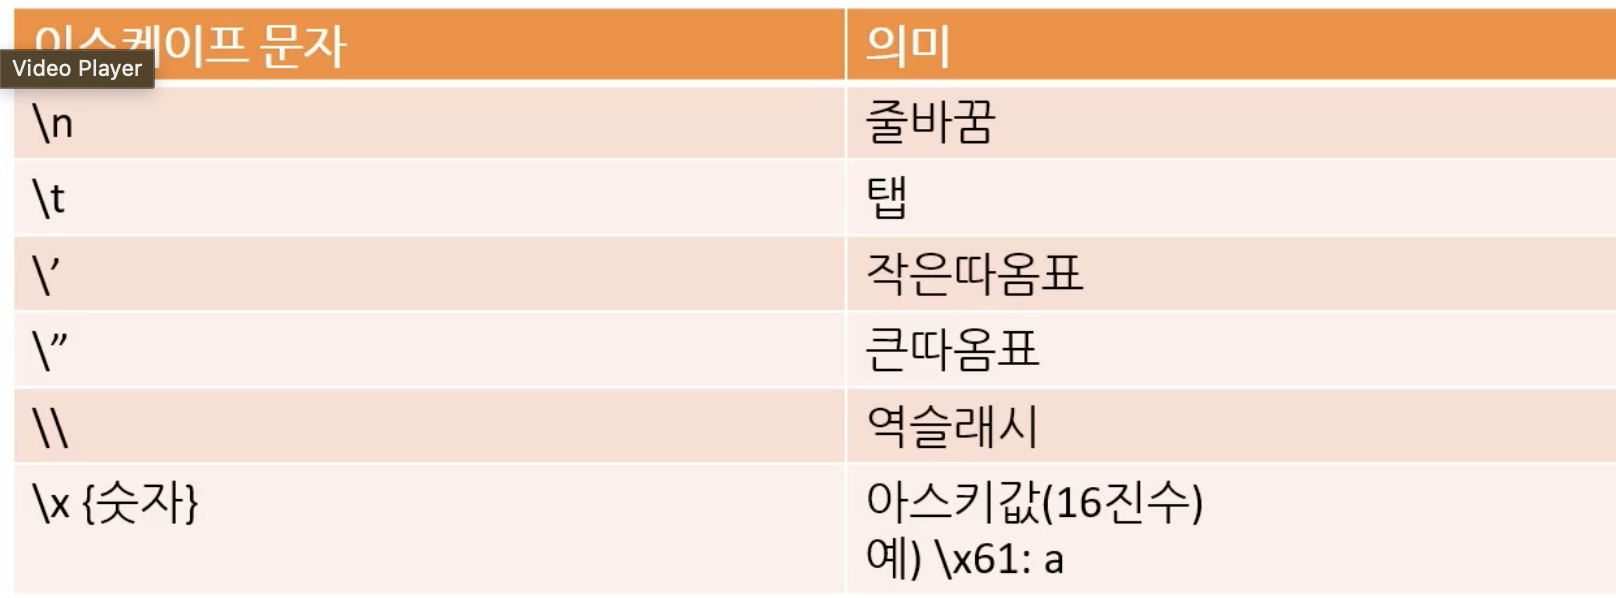 이스케이프 문자 의미
Video Player
\n 줄바꿈
\t 탭
\’ 작은따옴표
\” 큰따옴표
\\ 역슬래시
\x {숫자} 아스키값(16진수)
예) \x61: a